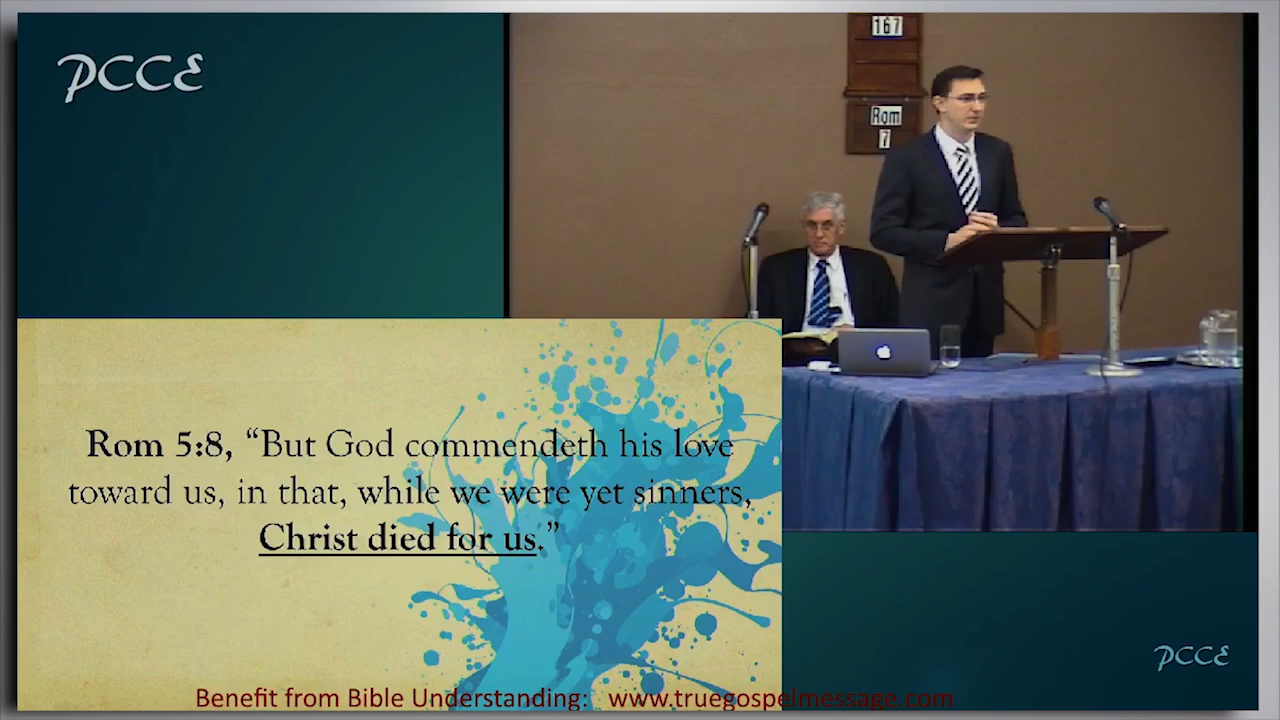 PCCE
167
Rom
7
Rom 5:8, “But God commendeth his love
toward us, in that, while we were yet sinners,
Christ died for us.”
PCCE
Benefit from Bible Understanding: www.truegospelmessage.com